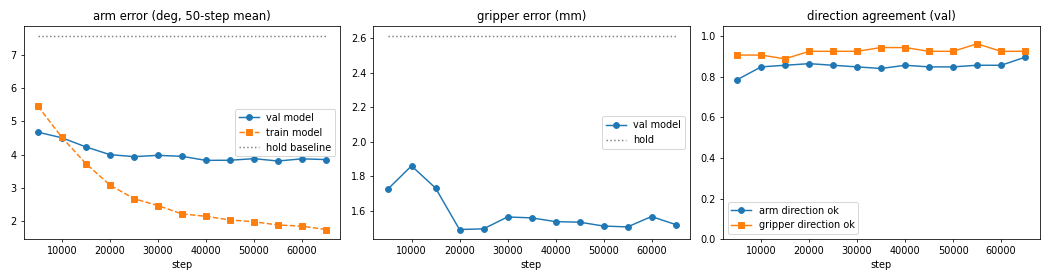 arm error (deg, 50-step mean)
7
6
5
4
3
2
val model
train model
hold baseline
10000 20000 30000 40000 50000 60000
step
gripper error (mm)
2.6
2.4
2.2
2.0
1.8
1.6
val model
hold
10000 20000 30000 40000 50000 60000
step
direction agreement (val)
1.0
0.8
0.6
0.4
0.2
0.0
arm direction ok
gripper direction ok
10000 20000 30000 40000 50000 60000
step